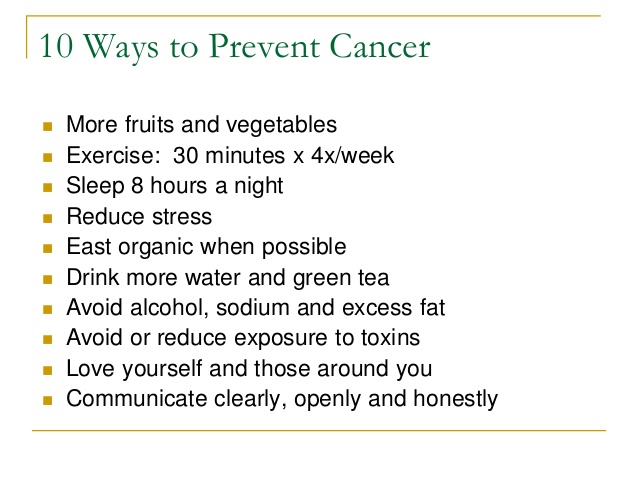 10 Ways to Prevent Cancer
More fruits and vegetables
Exercise:  30 minutes x 4x/week
Sleep 8 hours a night
Reduce stress
East organic when possible
Drink more water and green tea
Avoid alcohol, sodium and excess fat
Avoid or reduce exposure to toxins
Love yourself and those around you
Communicate clearly, openly and honestly